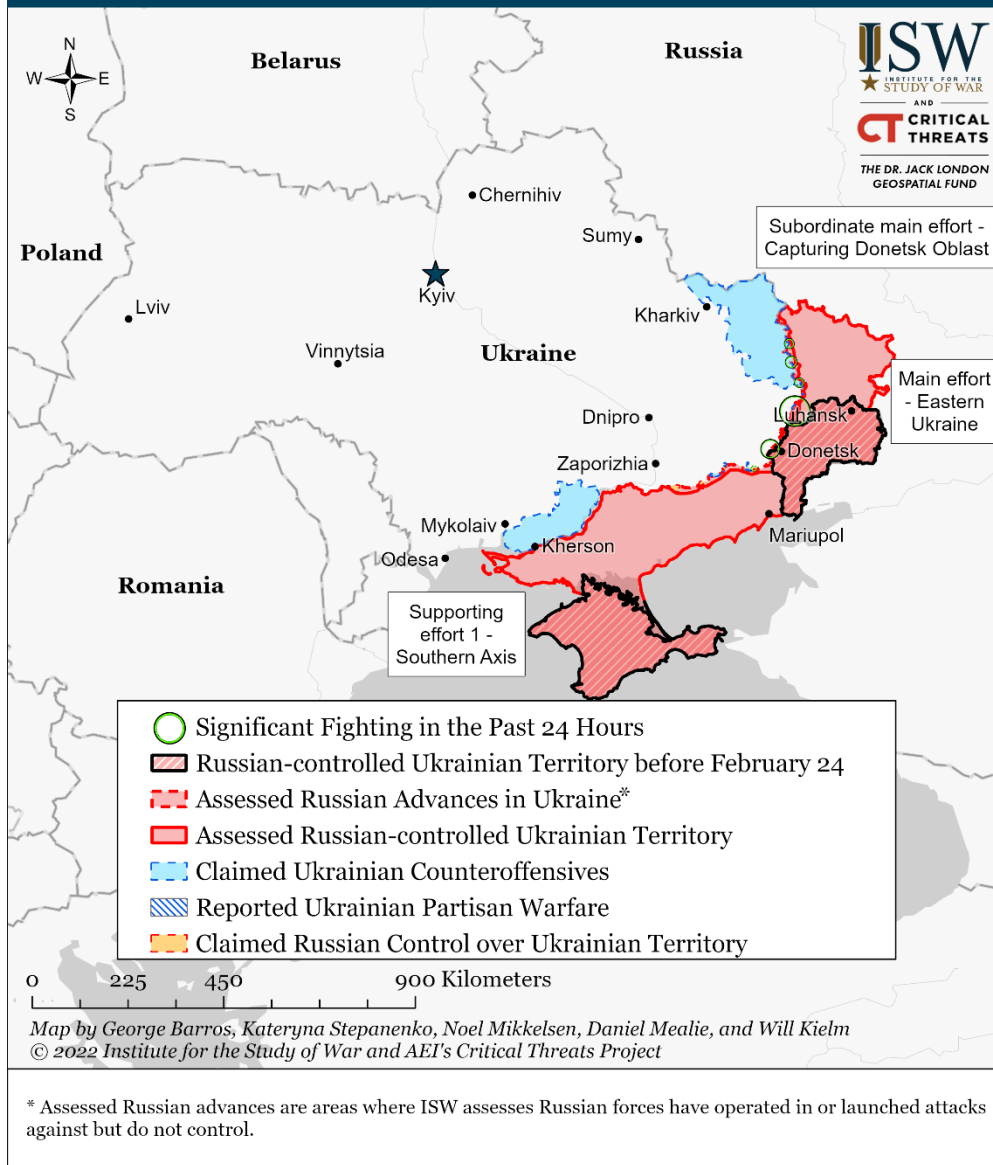 N
W E
S
Belarus
Russia
ISW
INSTITUTE FOR THE
STUDY OF WAR
AND
CT CRITICAL
THREATS
THE DR. JACK LONDON
GEOSPATIAL FUND
Chernihiv
Sumy
Subordinate main effort -
Capturing Donetsk Oblast
Poland
Kyiv
Lviv
Kharkiv
Vinnytsia
Ukraine
Main effort
- Eastern
Ukraine
Dnipro
Luhansk
Donetsk
Zaporizhia
Mykolaiv
Mariupol
Kherson
Odesa
Romania
Supporting
effort 1 -
Southern Axis
Significant Fighting in the Past 24 Hours
Russian-controlled Ukrainian Territory before February 24
Assessed Russian Advances in Ukraine*
Assessed Russian-controlled Ukrainian Territory
Claimed Ukrainian Counteroffensives
Reported Ukrainian Partisan Warfare
Claimed Russian Control over Ukrainian Territory
0 225 450 900 Kilometers
Map by George Barros, Kateryna Stepanenko, Noel Mikkelsen, Daniel Mealie, and Will Kielm
© 2022 Institute for the Study of War and AEI's Critical Threats Project
* Assessed Russian advances are areas where ISW assesses Russian forces have operated in or launched attacks
against but do not control.